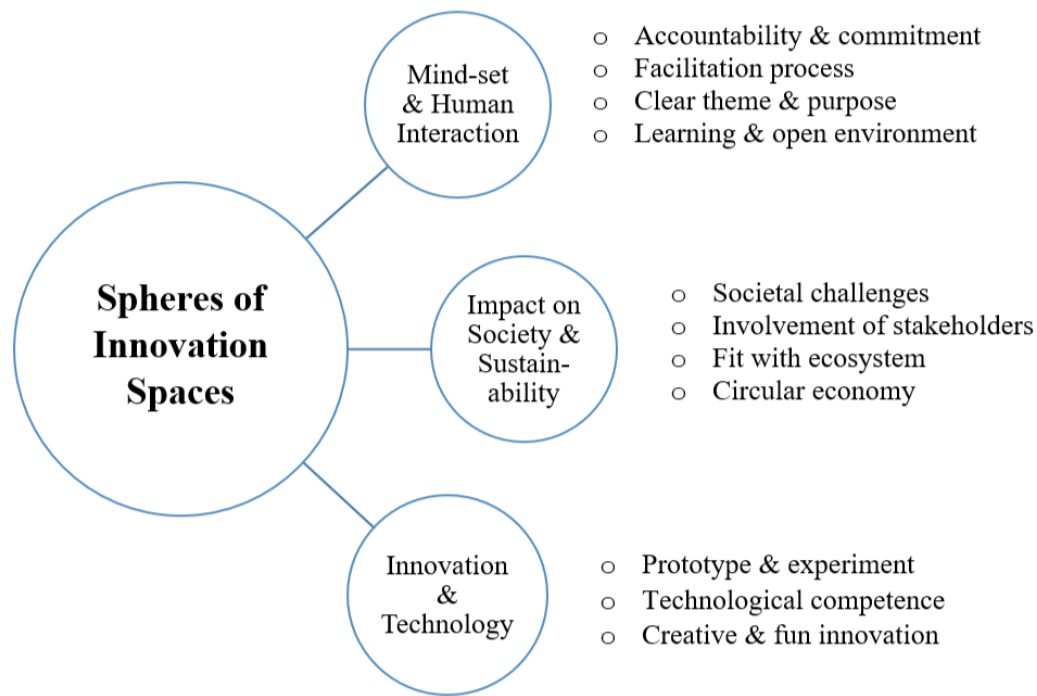 Spheres of
Innovation
Spaces
Mind-set
& Human
Interaction
o Accountability & commitment
o Facilitation process
o Clear theme & purpose
o Learning & open environment
Impact on
Society &
Sustain-
ability
o Societal challenges
o Involvement of stakeholders
o Fit with ecosystem
o Circular economy
Innovation
&
Technology
o Prototype & experiment
o Technological competence
o Creative & fun innovation